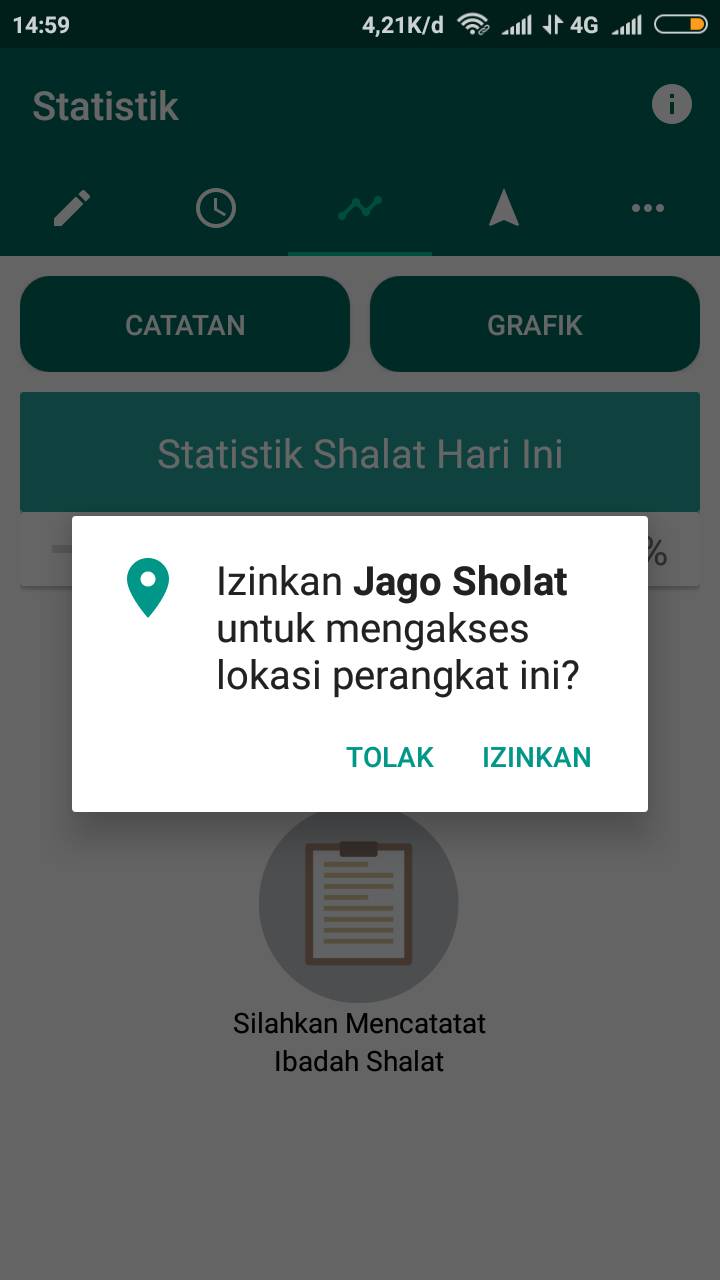 14:59
4,21K/d
4G
Statistik
CATATAN
GRAFIK
Statistik Shalat Hari Ini
%
Izinkan Jago Sholat
untuk mengakses
lokasi perangkat ini?
TOLAK
IZINKAN
Silahkan Mencatatat
Ibadah Shalat